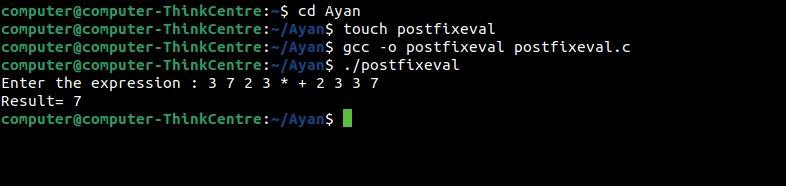 computer@computer-ThinkCentre:~$ cd Ayan
computer@computer-ThinkCentre:~/Ayan$ touch postfixeval
computer@computer-ThinkCentre:~/Ayan$ gcc -o postfixeval postfixeval.c
computer@computer-ThinkCentre:~/Ayan$ ./postfixeval
Enter the expression : 3 7 2 3 * + 2 3 3 7
Result= 7
computer@computer-ThinkCentre:~/Ayan$